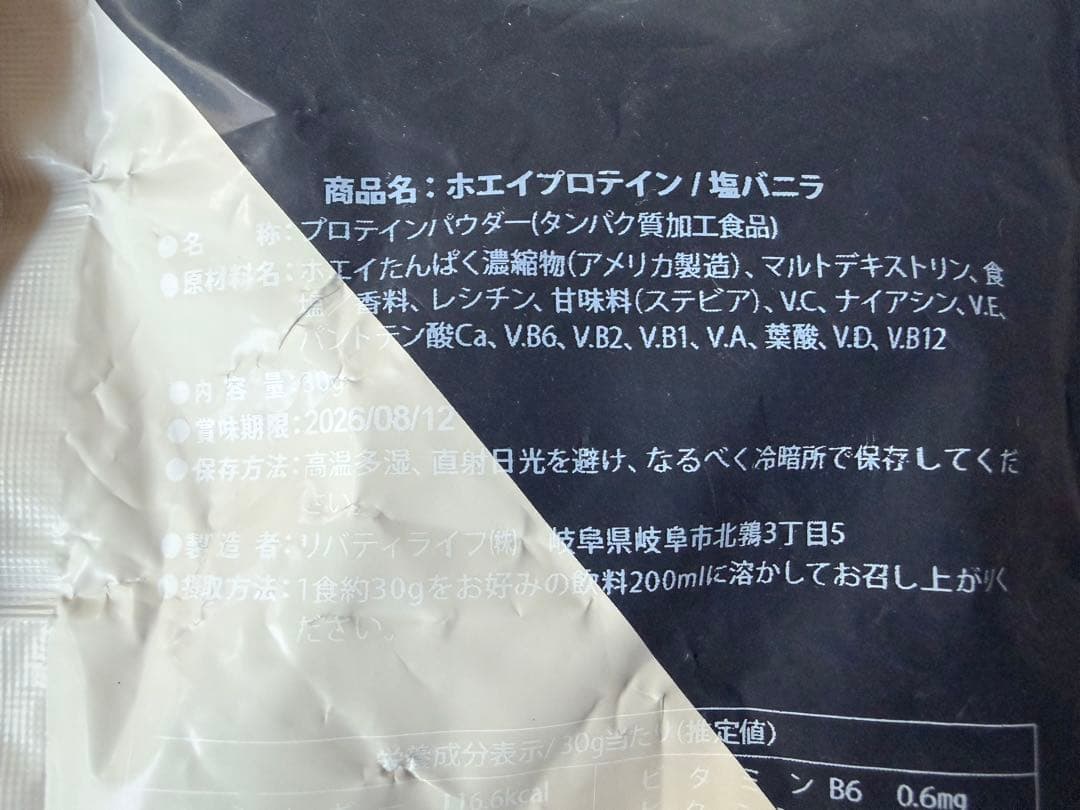 商品名：ホエイプロテイン/塩バニラ
●名　称：プロテインパウダー(タンパク質加工食品)
●原材料名：ホエイたんぱく濃縮物(アメリカ製造)、マルトデキストリン、食
塩、香料、レシチン、甘味料(ステビア)、V.C、ナイアシン、V.E、
パントテン酸Ca、V.B6、V.B2、V.B1、V.A、葉酸、V.D、V.B12
●内容量：30g
●賞味期限：2026/08/12
●保存方法：高温多湿、直射日光を避け、なるべく冷暗所で保存してくだ
さい。
●製造者：リバティライフ㈱　岐阜県岐阜市北鶉3丁目5
●摂取方法：1食約30gをお好みの飲料200mlに溶かしてお召し上がりく
ださい。
栄養成分表示/30g当たり(推定値)
116.6kcal ビタミンB6 0.6mg